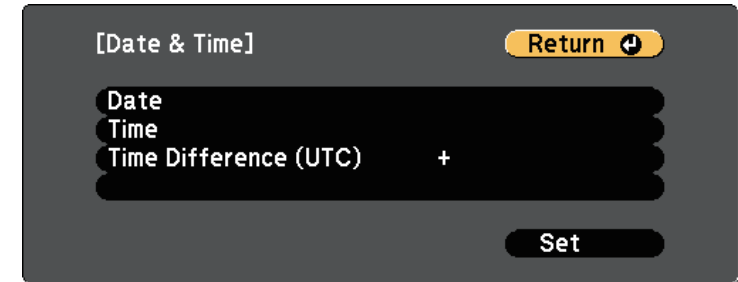 [Date & Time] Return
Date
Time
Time Difference (UTC) +
Set